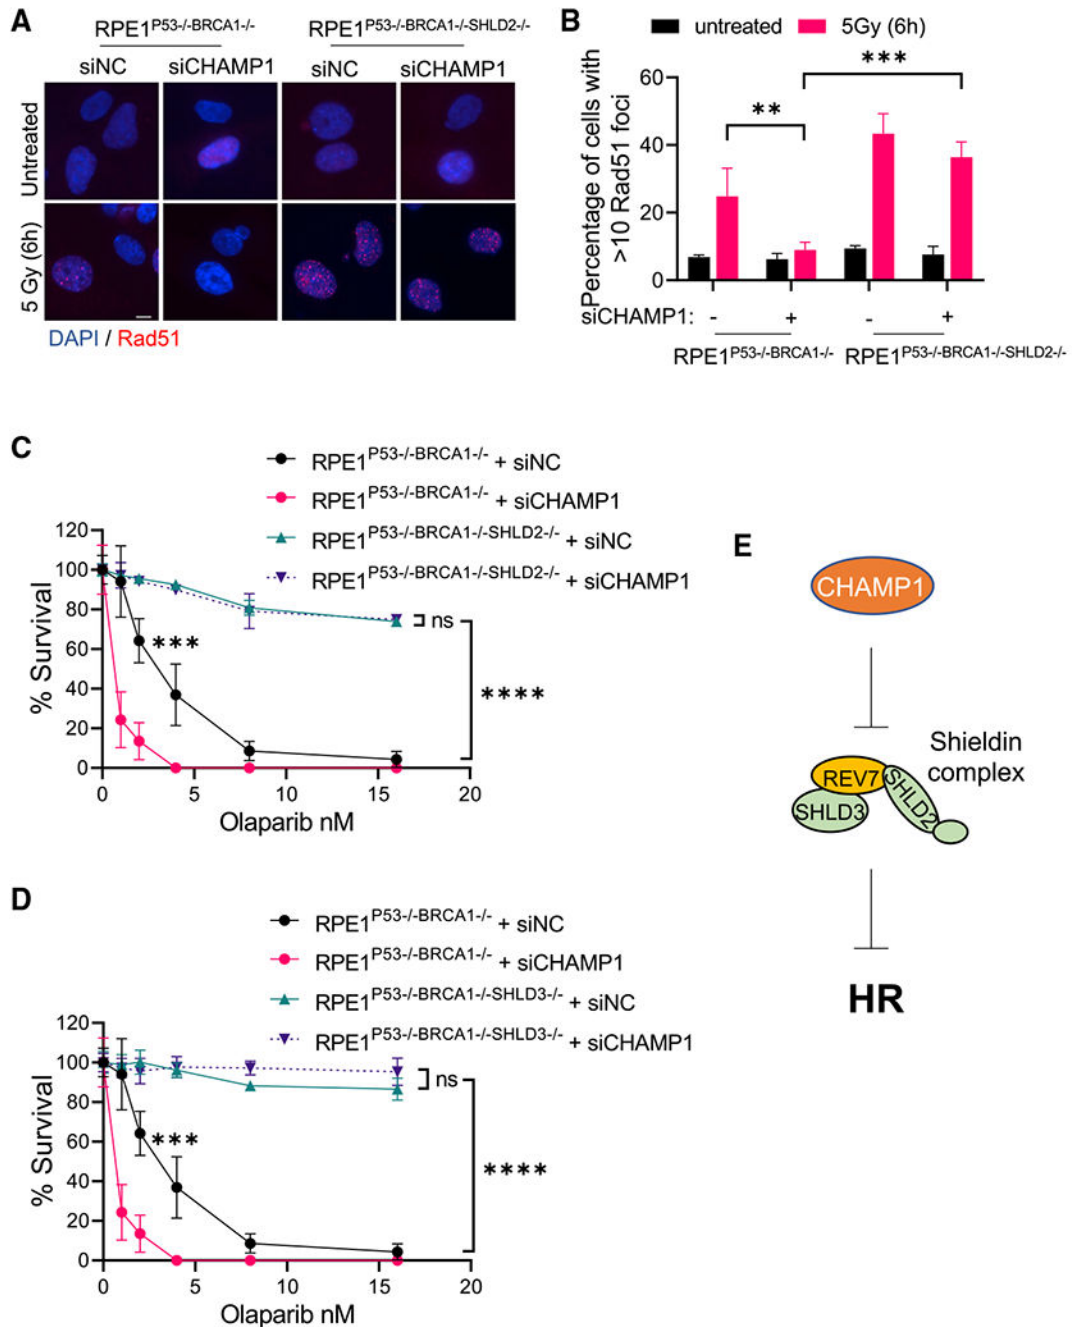 A
RPE1P53-/-BRCA1-/-
RPE1P53-/-BRCA1-/-SHLD2-/-
siNC
siCHAMP1
siNC
siCHAMP1
Untreated
5 Gy (6h)
DAPI / Rad51
B
untreated
5Gy (6h)
Percentage of cells with
>10 Rad51 foci
60
40
20
0
**
***
siCHAMP1: - + - +
RPE1P53-/-BRCA1-/-
RPE1P53-/-BRCA1-/-SHLD2-/-
C
RPE1P53-/-BRCA1-/- + siNC
RPE1P53-/-BRCA1-/- + siCHAMP1
RPE1P53-/-BRCA1-/-SHLD2-/- + siNC
RPE1P53-/-BRCA1-/-SHLD2-/- + siCHAMP1
% Survival
120
100
80
60
40
20
0
***
ns
****
0 5 10 15 20
Olaparib nM
D
RPE1P53-/-BRCA1-/- + siNC
RPE1P53-/-BRCA1-/- + siCHAMP1
RPE1P53-/-BRCA1-/-SHLD3-/- + siNC
RPE1P53-/-BRCA1-/-SHLD3-/- + siCHAMP1
% Survival
120
100
80
60
40
20
0
***
ns
****
0 5 10 15 20
Olaparib nM
E
CHAMP1
Shieldin
complex
REV7
SHLD3
SHLD2
HR